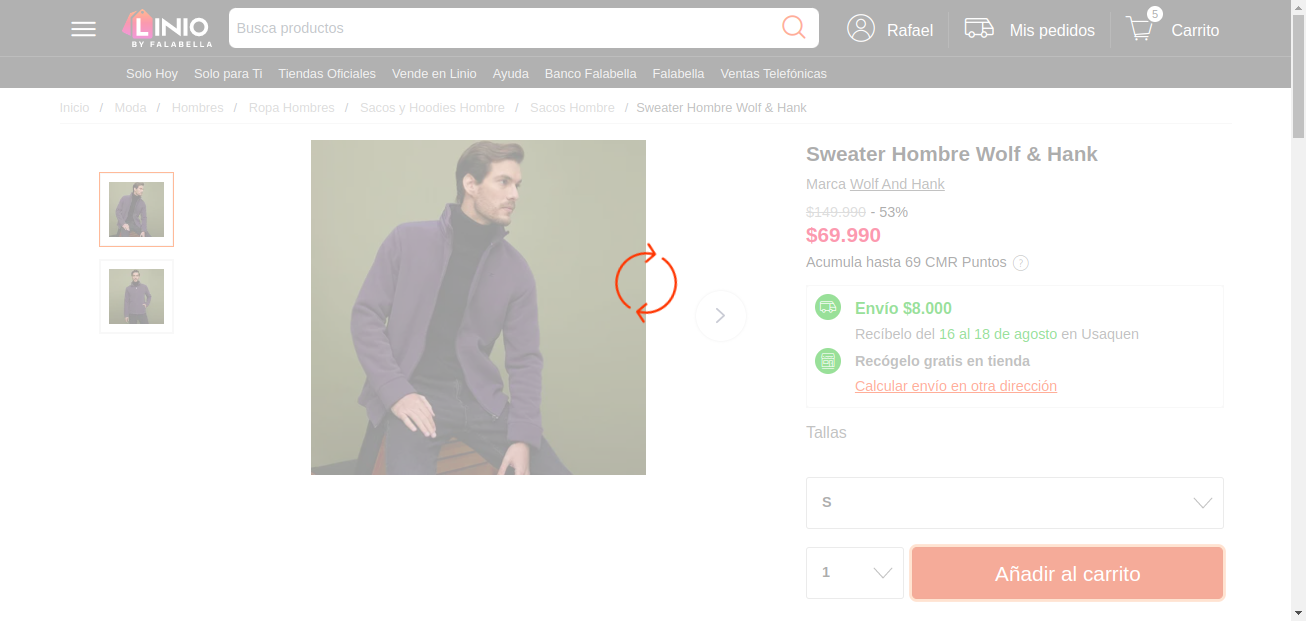 LINIO
BY FALABELLA
Busca productos
Rafael
Mis pedidos
5
Carrito
Solo Hoy
Solo para Ti
Tiendas Oficiales
Vende en Linio
Ayuda
Banco Falabella
Falabella
Ventas Telefónicas
Inicio / Moda / Hombres / Ropa Hombres / Sacos y Hoodies Hombre / Sacos Hombre / Sweater Hombre Wolf & Hank
Sweater Hombre Wolf & Hank
Marca Wolf And Hank
$149.990 - 53%
$69.990
Acumula hasta 69 CMR Puntos ?
Envío $8.000
Recíbelo del 16 al 18 de agosto en Usaquen
Recógelo gratis en tienda
Calcular envío en otra dirección
Tallas
S
1
Añadir al carrito